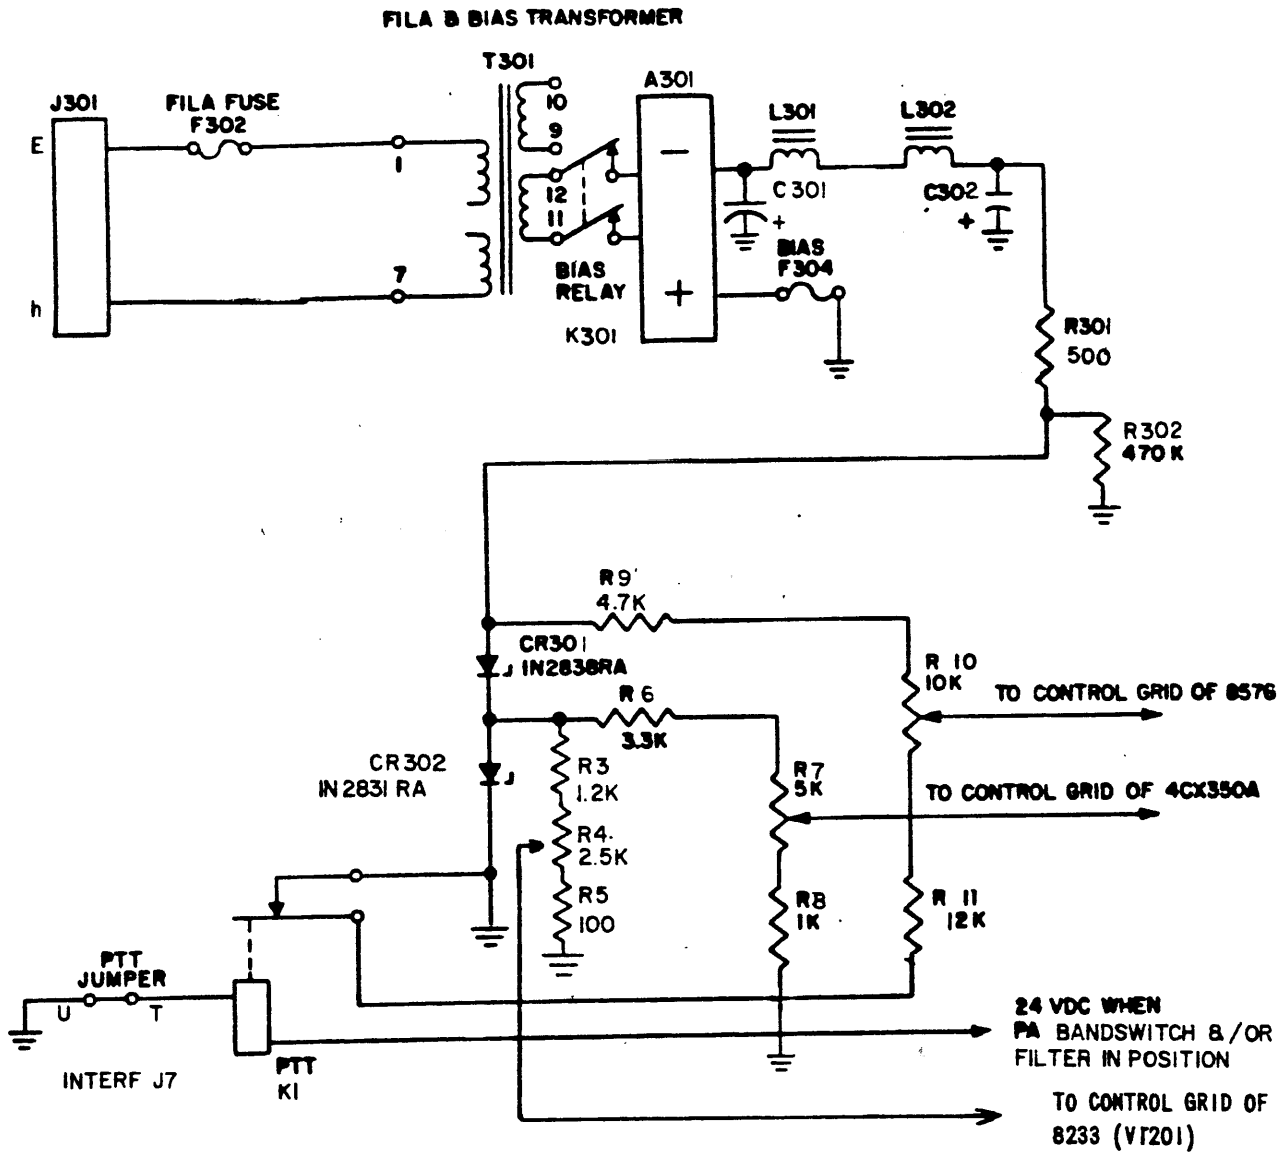 FILA & BIAS TRANSFORMER
T301
J301
FILA FUSE
F302
E
h
1
7
10
9
12
11
BIAS
RELAY
K301
A301
−
+
L301
L302
C301
+
C302
+
BIAS
F304
R301
500
R302
470 K
R9
4.7K
CR301
IN2838RA
R 6
3.3K
R 10
10K
TO CONTROL GRID OF 8576
CR302
IN2831 RA
R3
1.2K
R7
5K
TO CONTROL GRID OF 4CX350A
R4
2.5K
R5
100
R8
1K
R 11
12K
PTT
JUMPER
U
T
INTERF J7
PTT
K1
24 VDC WHEN
PA BANDSWITCH &/OR
FILTER IN POSITION
TO CONTROL GRID OF
8233 (V1201)